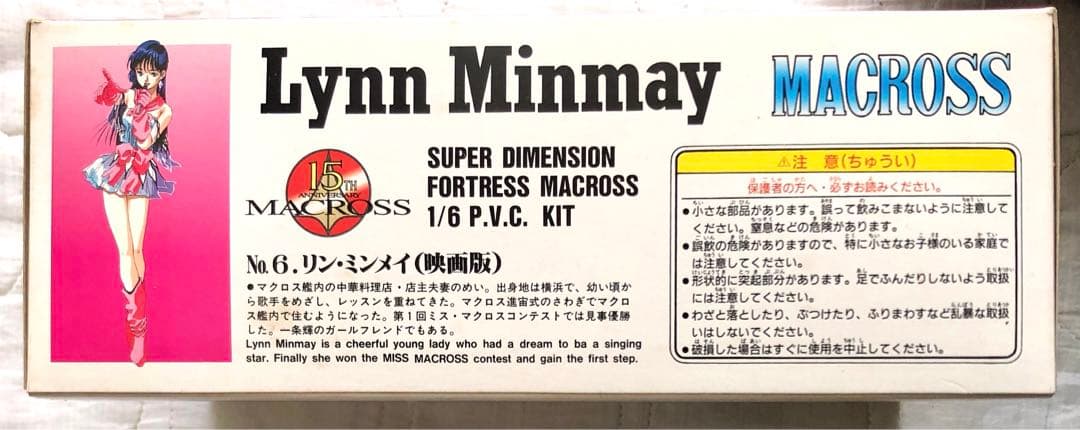 Lynn Minmay
MACROSS
15TH
ANNIVERSARY
MACROSS
SUPER DIMENSION
FORTRESS MACROSS
1/6 P.V.C. KIT
No.6.リン・ミンメイ(映画版)
●マクロス艦内の中華料理店・店主夫妻のめい。出身地は横浜で、幼い頃か
ら歌手をめざし、レッスンを重ねてきた。マクロス進宙式のさわぎでマクロ
ス艦内で住むようになった。第1回ミス・マクロスコンテストでは見事優勝
した。一条輝のガールフレンドでもある。
Lynn Minmay is a cheerful young lady who had a dream to ba a singing
star. Finally she won the MISS MACROSS contest and gain the first step.
⚠注 意(ちゅうい)
保護者の方へ・必ずお読みください。
●小さな部品があります。誤って飲みこまないように注意して
ください。窒息などの危険があります。
●誤飲の危険がありますので、特に小さなお子様のいる家庭で
は注意してください。
●形状的に突起部分があります。足でふんだりしないよう取扱
には注意してください。
●わざと落としたり、ぶつけたり、ふりまわすなど乱暴な取扱
いはしないでください。
●破損した場合はすぐに使用を中止してください。